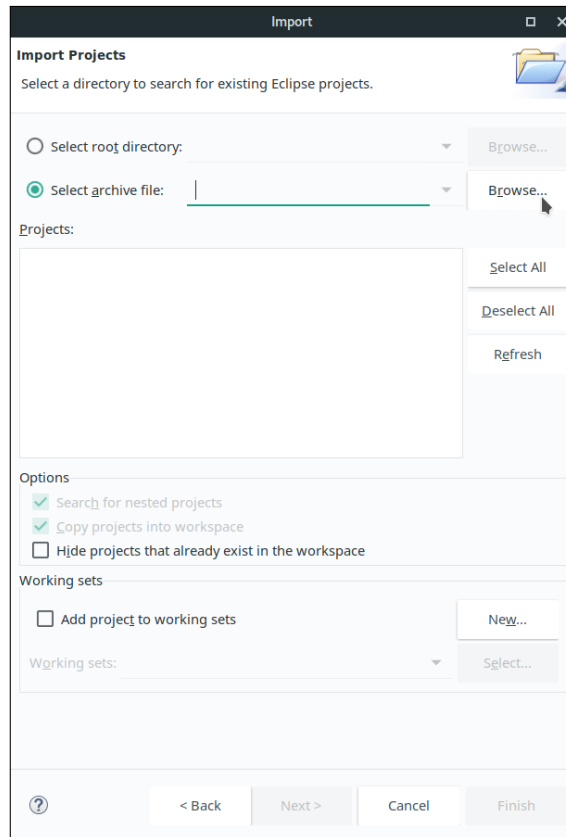 Import
Import Projects
Select a directory to search for existing Eclipse projects.
Select root directory: Browse...
Select archive file: Browse...
Projects:
Select All
Deselect All
Refresh
Options
Search for nested projects
Copy projects into workspace
Hide projects that already exist in the workspace
Working sets
Add project to working sets New...
Working sets: Select...
? < Back Next > Cancel Finish